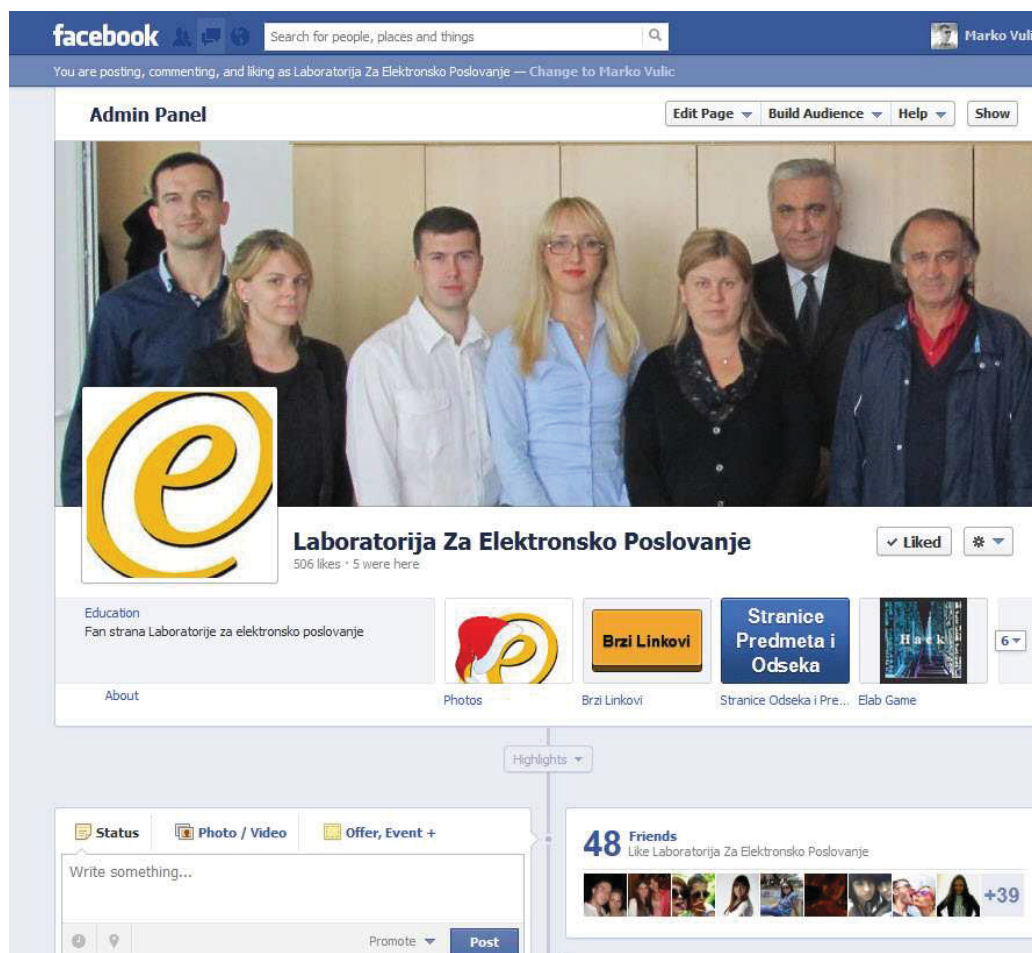 facebook
Search for people, places and things
Marko Vuli
You are posting, commenting, and liking as Laboratorija Za Elektronsko Poslovanje — Change to Marko Vulic
Admin Panel
Edit Page
Build Audience
Help
Show
Laboratorija Za Elektronsko Poslovanje
506 likes · 5 were here
Liked
Education
Fan strana Laboratorije za elektronsko poslovanje
About
Photos
Brzi Linkovi
Brzi Linkovi
Stranice
Predmeta i
Odseka
Stranice Odseka i Pre...
Hack
Elab Game
6
Highlights
Status
Photo / Video
Offer, Event +
Write something...
Promote
Post
48
Friends
Like Laboratorija Za Elektronsko Poslovanje
+39